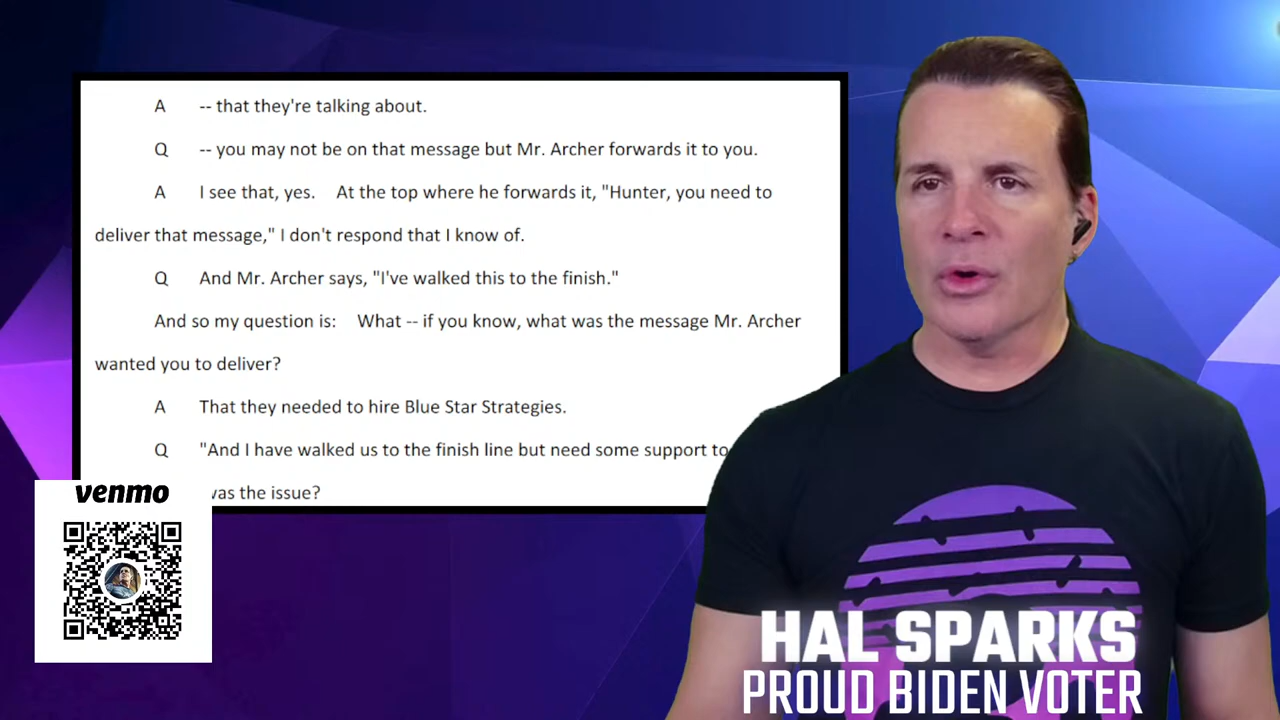 A -- that they're talking about.
Q -- you may not be on that message but Mr. Archer forwards it to you.
A I see that, yes. At the top where he forwards it, "Hunter, you need to
deliver that message," I don't respond that I know of.
Q And Mr. Archer says, "I've walked this to the finish."
And so my question is: What -- if you know, what was the message Mr. Archer
wanted you to deliver?
A That they needed to hire Blue Star Strategies.
Q "And I have walked us to the finish line but need some support to
was the issue?
venmo
HAL SPARKS
PROUD BIDEN VOTER